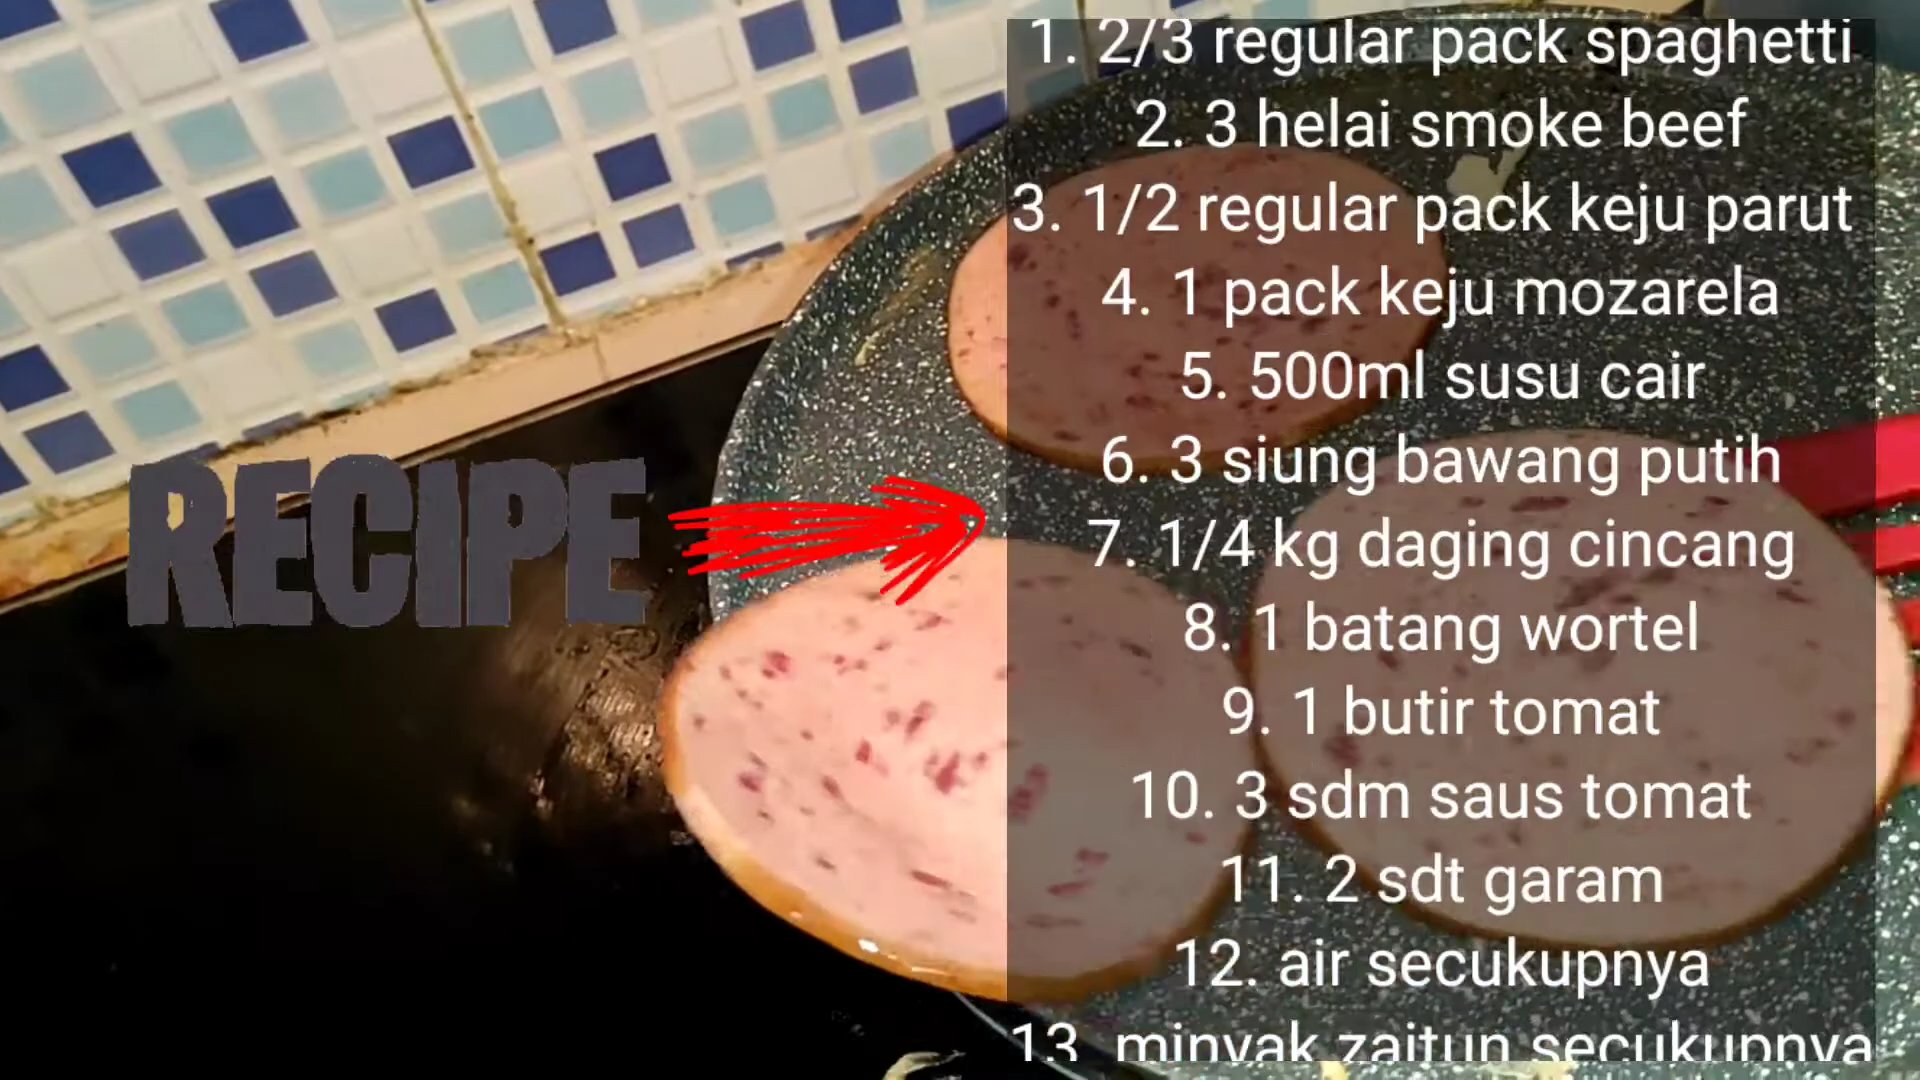 RECIPE
1. 2/3 regular pack spaghetti
2. 3 helai smoke beef
3. 1/2 regular pack keju parut
4. 1 pack keju mozarela
5. 500ml susu cair
6. 3 siung bawang putih
7. 1/4 kg daging cincang
8. 1 batang wortel
9. 1 butir tomat
10. 3 sdm saus tomat
11. 2 sdt garam
12. air secukupnya
13. minyak zaitun secukupnya